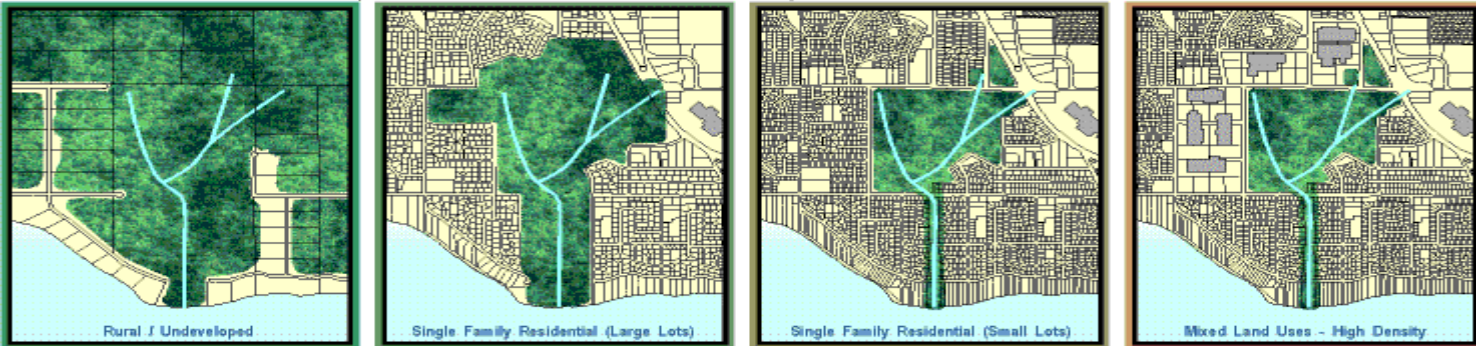 Rural / Undeveloped
Single Family Residential (Large Lots)
Single Family Residential (Small Lots)
Mixed Land Uses - High Density